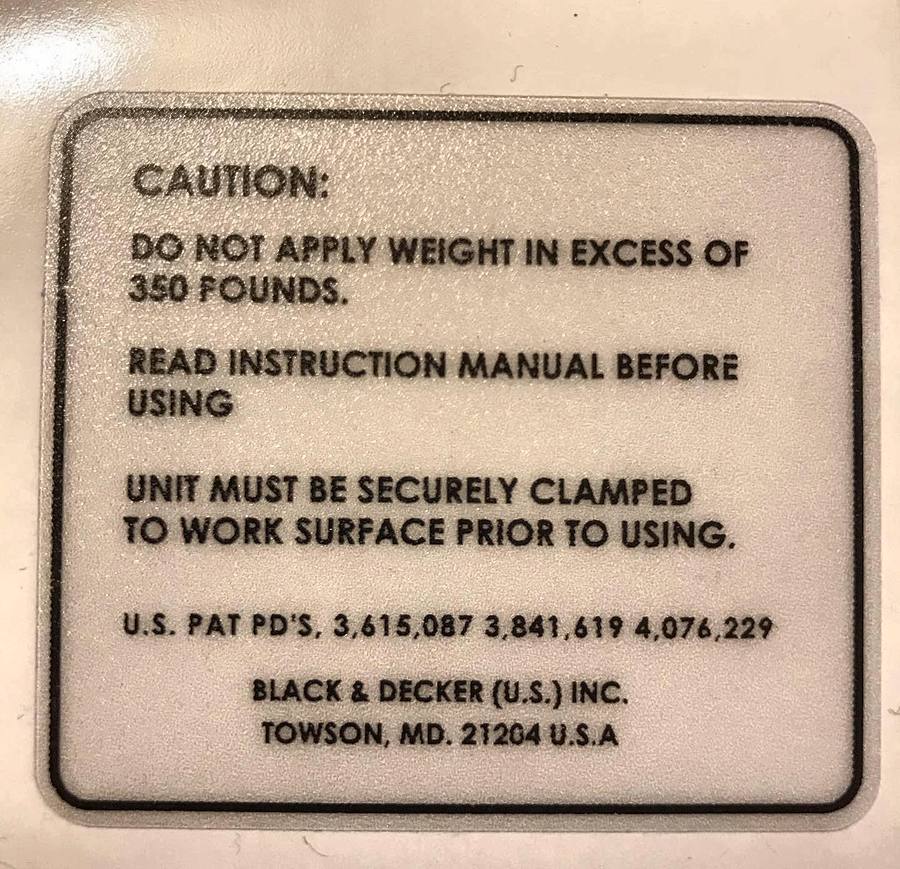 CAUTION:
DO NOT APPLY WEIGHT IN EXCESS OF
350 POUNDS.
READ INSTRUCTION MANUAL BEFORE
USING
UNIT MUST BE SECURELY CLAMPED
TO WORK SURFACE PRIOR TO USING.
U.S. PAT PD'S, 3,615,087 3,841,619 4,076,229
BLACK & DECKER (U.S.) INC.
TOWSON, MD. 21204 U.S.A